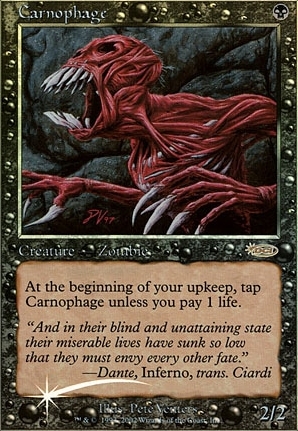 Carnophage
PV97
Creature Zombie
DCI
At the beginning of your upkeep, tap
Carnophage unless you pay 1 life.
“And in their blind and unattaining state
their miserable lives have sunk so low
that they must envy every other fate.”
—Dante, Inferno, trans. Ciardi
Illus. Pete Venters
2/2